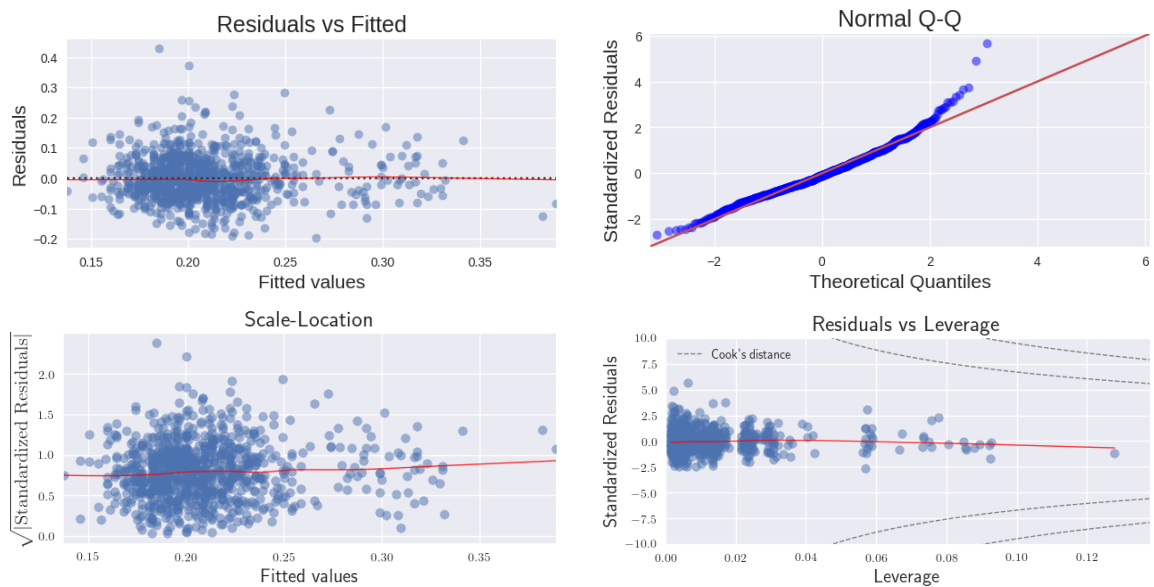 Residuals vs Fitted
Residuals
0.4
0.3
0.2
0.1
0.0
−0.1
−0.2
0.15 0.20 0.25 0.30 0.35
Fitted values
Normal Q-Q
Standardized Residuals
6
4
2
0
−2
−2 0 2 4 6
Theoretical Quantiles
Scale-Location
√|Standardized Residuals|
2.0
1.5
1.0
0.5
0.0
0.15 0.20 0.25 0.30 0.35
Fitted values
Residuals vs Leverage
Standardized Residuals
10.0
7.5
5.0
2.5
0.0
−2.5
−5.0
−7.5
−10.0
Cook's distance
0.00 0.02 0.04 0.06 0.08 0.10 0.12
Leverage